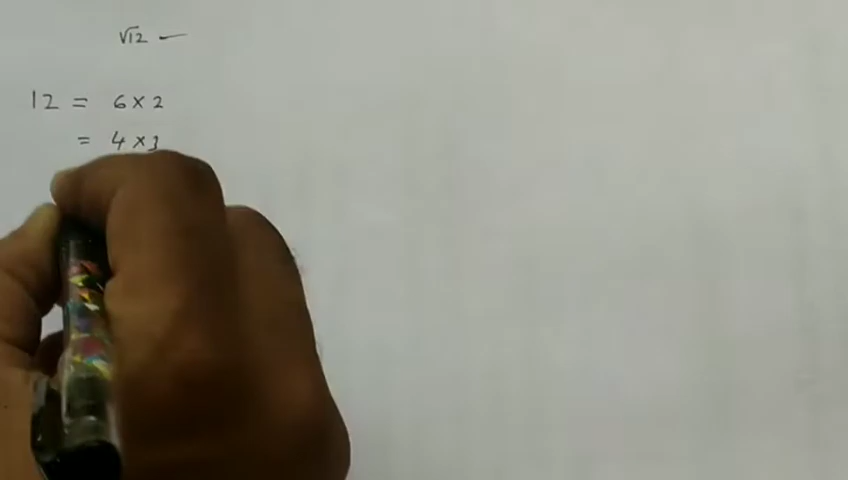 √12 —
12 = 6 × 2
= 4 × 3